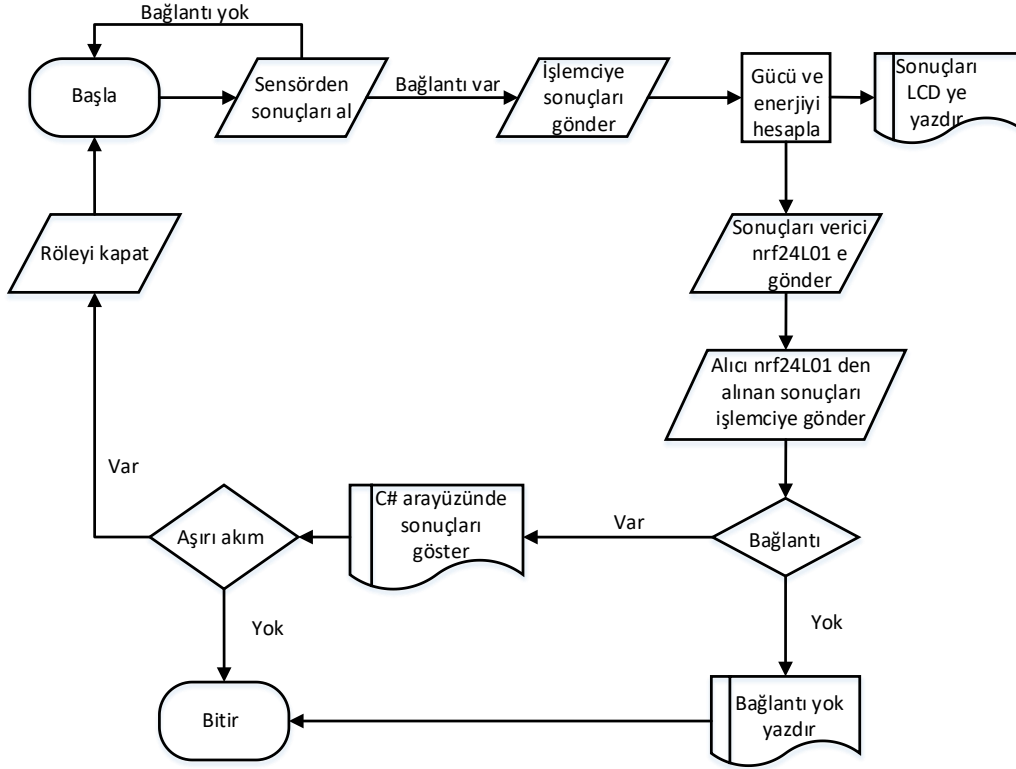 Bağlantı yok
Başla
Sensörden
sonuçları al
Bağlantı var
İşlemciye
sonuçları
gönder
Gücü ve
enerjiyi
hesapla
Sonuçları
LCD ye
yazdır
Röleyi kapat
Sonuçları verici
nrf24L01 e
gönder
Alıcı nrf24L01 den
alınan sonuçları
işlemciye gönder
Var
Aşırı akım
C# arayüzünde
sonuçları
göster
Var
Bağlantı
Yok
Yok
Bitir
Bağlantı yok
yazdır